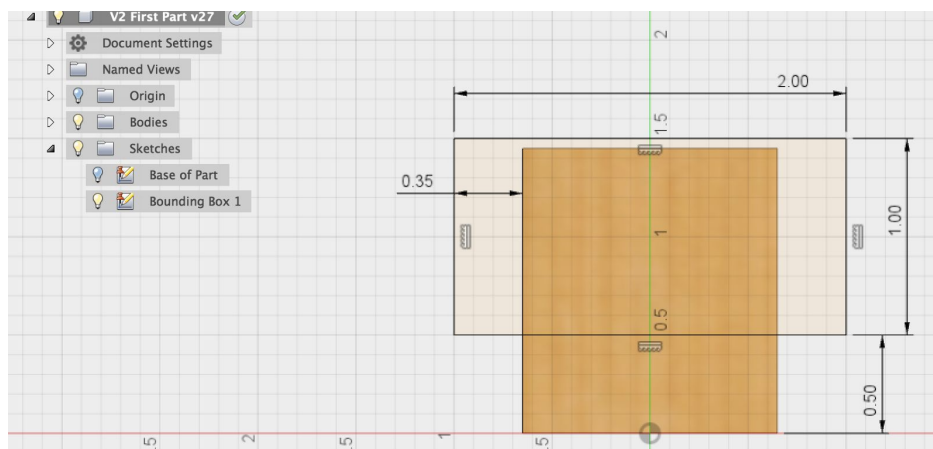 V2 First Part v27
Document Settings
Named Views
Origin
Bodies
Sketches
Base of Part
Bounding Box 1
2
2.00
1.5
0.35
1
1.00
0.5
0.50
.5
2
.5
1
.5